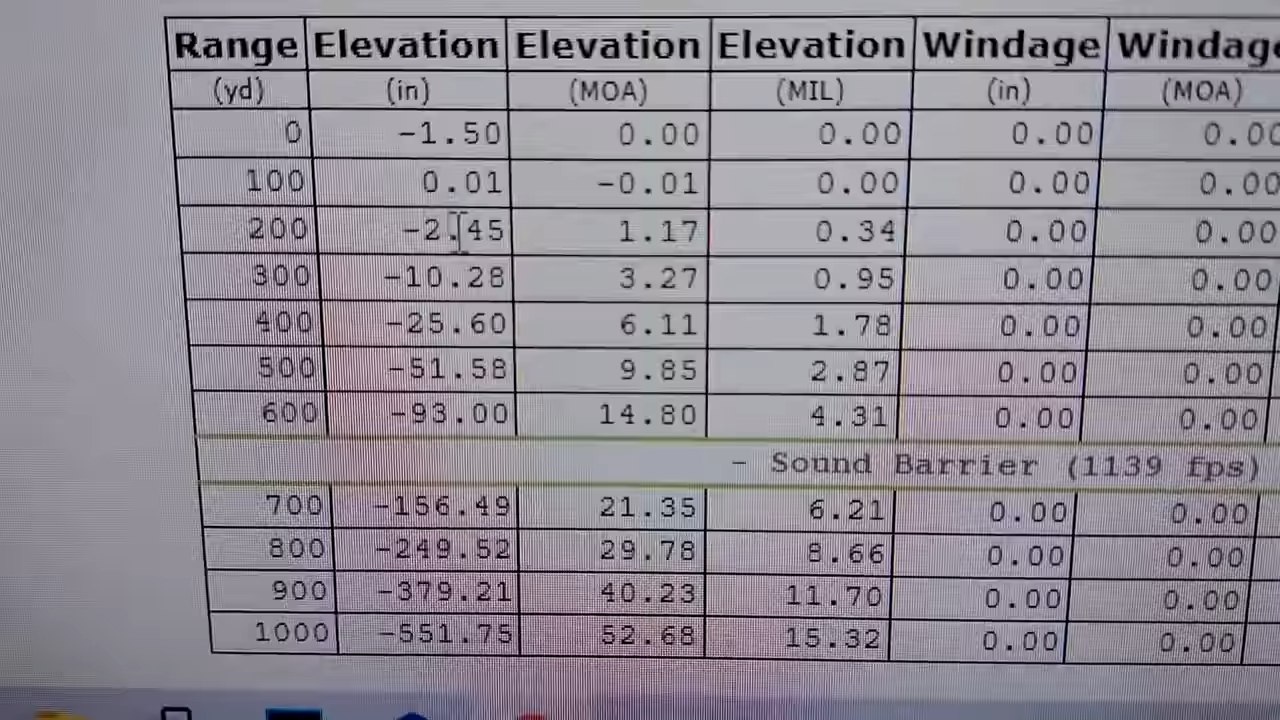 Range Elevation Elevation Elevation Windage Windage
(yd) (in) (MOA) (MIL) (in) (MOA)
0 -1.50 0.00 0.00 0.00 0.00
100 0.01 -0.01 0.00 0.00 0.00
200 -2.45 1.17 0.34 0.00 0.00
300 -10.28 3.27 0.95 0.00 0.00
400 -25.60 6.11 1.78 0.00 0.00
500 -51.58 9.85 2.87 0.00 0.00
600 -93.00 14.80 4.31 0.00 0.00
- Sound Barrier (1139 fps)
700 -156.49 21.35 6.21 0.00 0.00
800 -249.52 29.78 8.66 0.00 0.00
900 -379.21 40.23 11.70 0.00 0.00
1000 -551.75 52.68 15.32 0.00 0.00